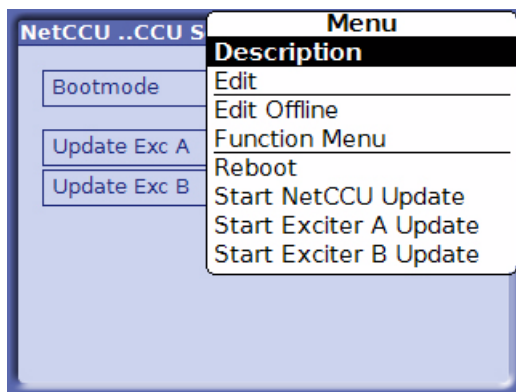 NetCCU ..CCU S
Menu
Description
Edit
Edit Offline
Function Menu
Reboot
Start NetCCU Update
Start Exciter A Update
Start Exciter B Update
Bootmode
Update Exc A
Update Exc B